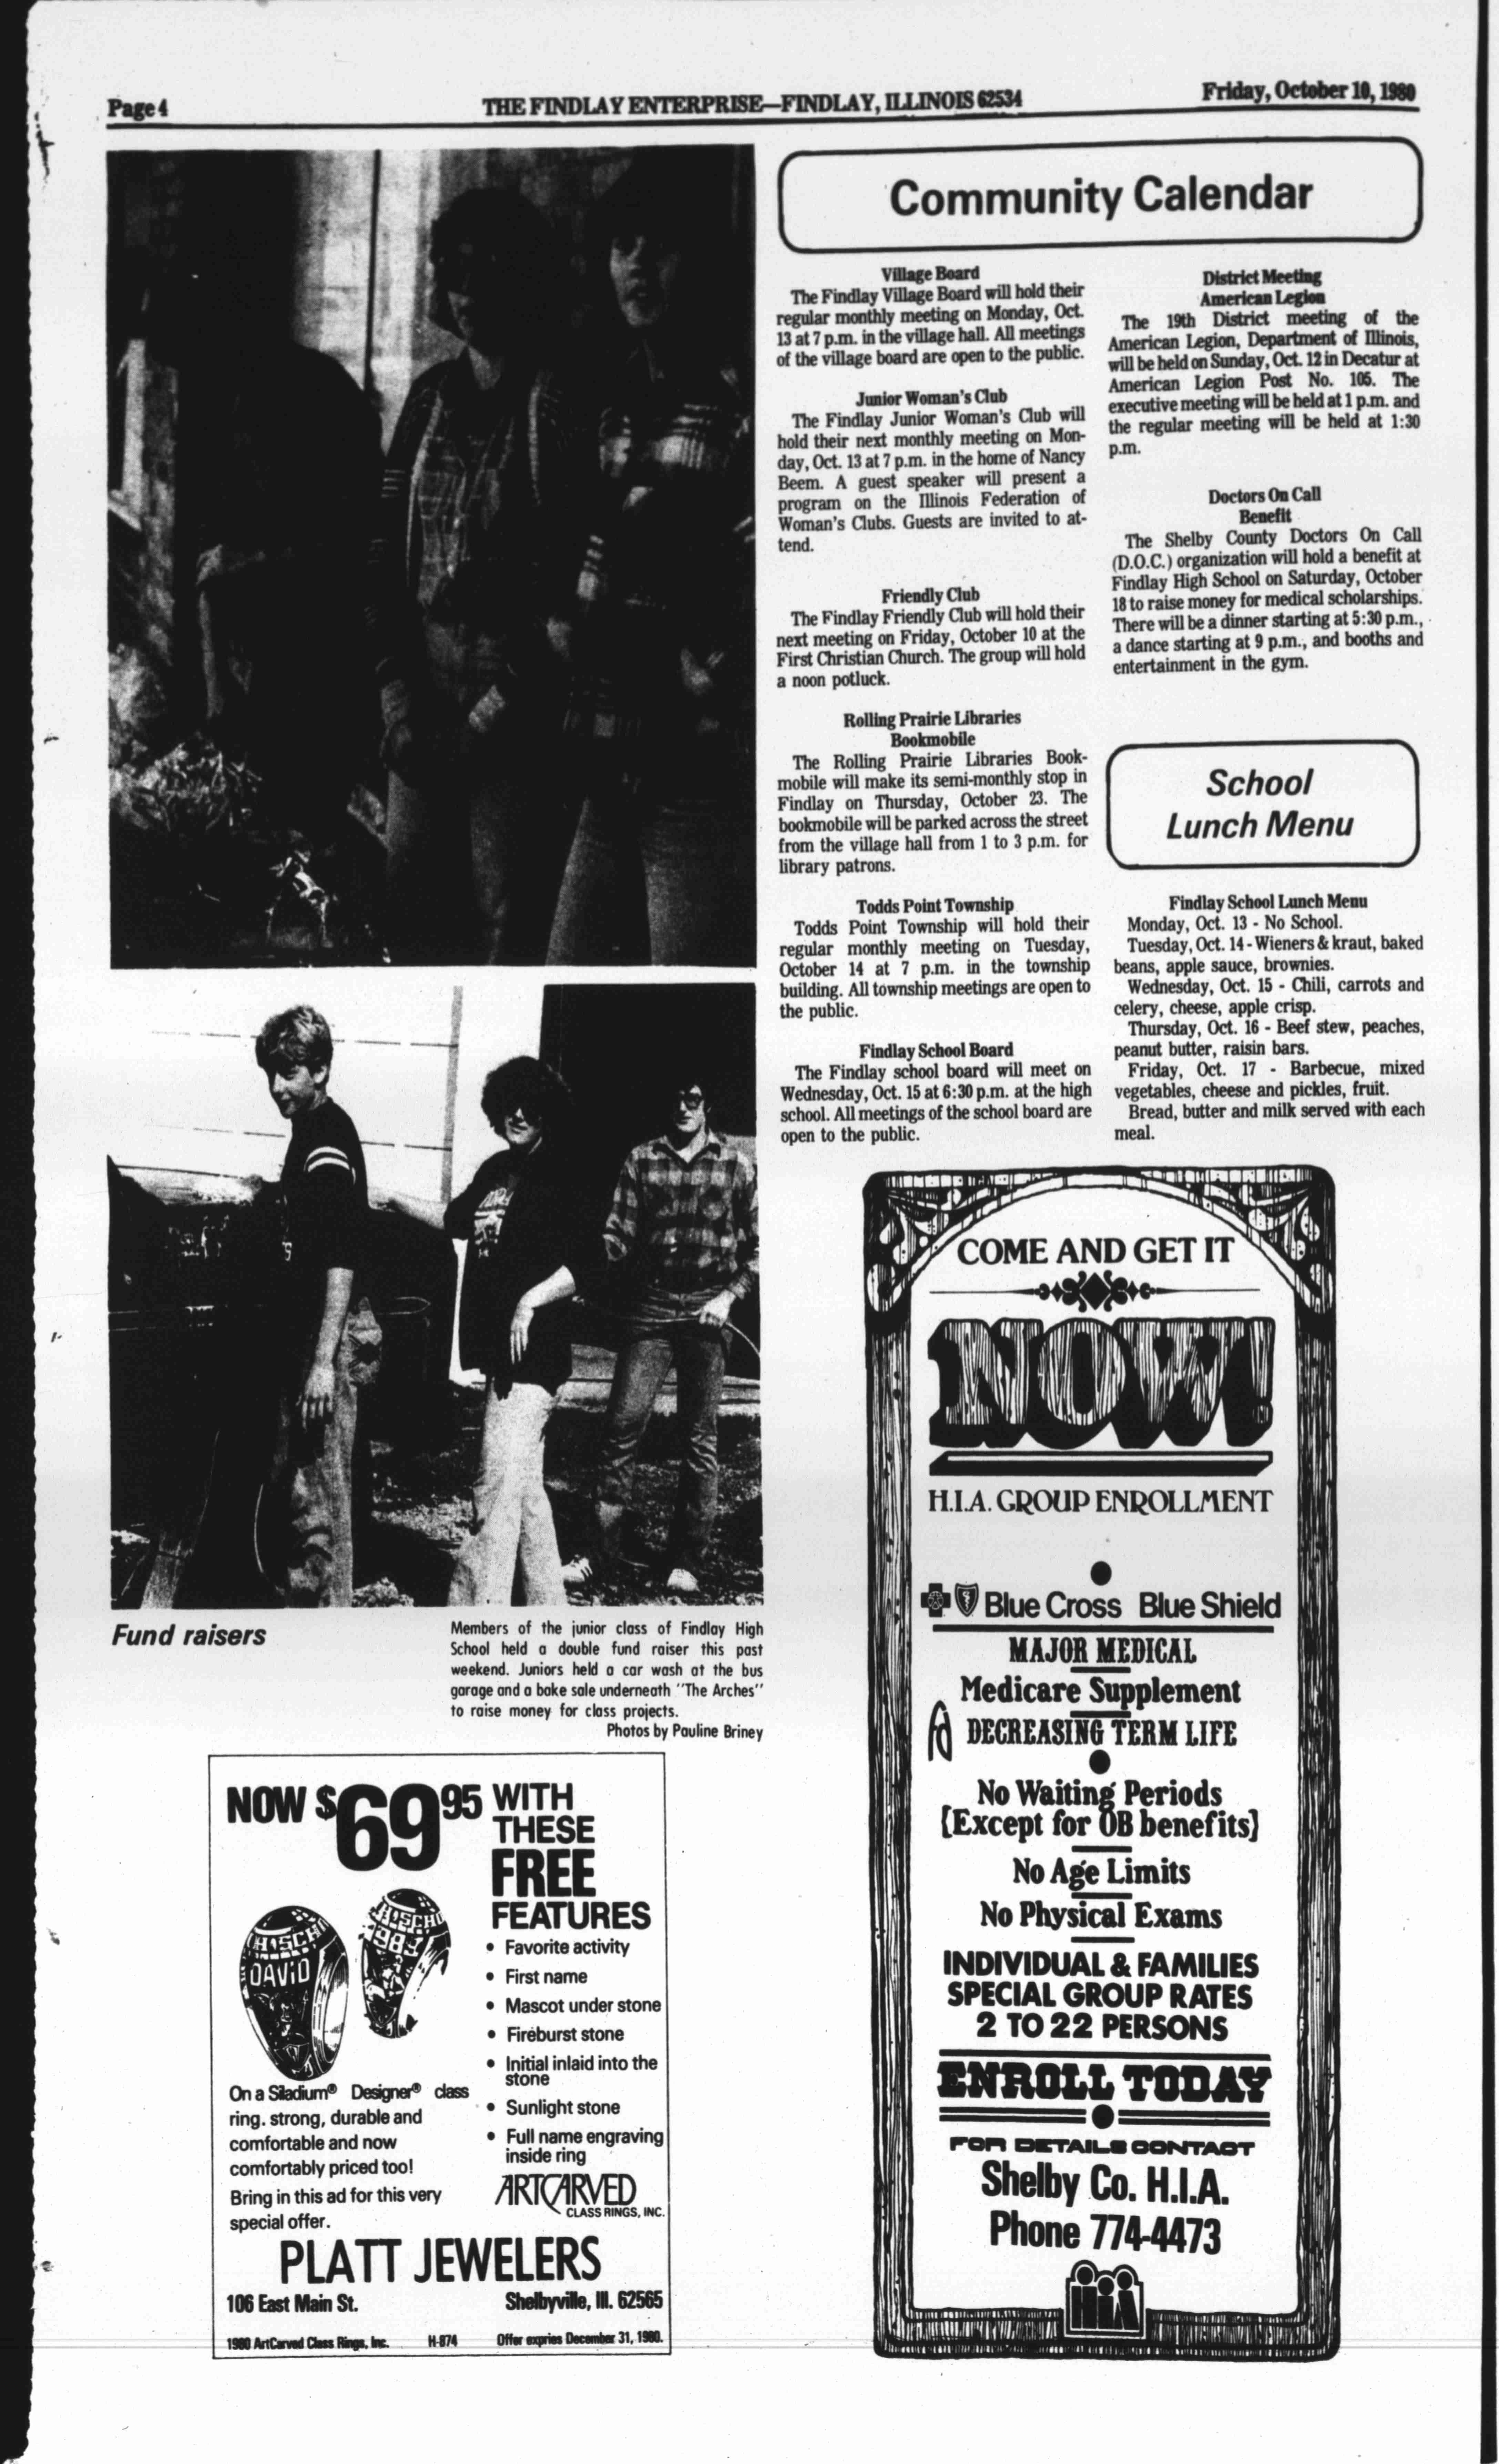 Page 4
THE FINDLAY ENTERPRISE—FINDLAY, ILLINOIS 62534
Friday, October 10, 1980
Community Calendar
Village Board
The Findlay Village Board will hold their
regular monthly meeting on Monday, Oct.
13 at 7 p.m. in the village hall. All meetings
of the village board are open to the public.
Junior Woman's Club
The Findlay Junior Woman's Club will
hold their next monthly meeting on Mon-
day, Oct. 13 at 7 p.m. in the home of Nancy
Beem. A guest speaker will present a
program on the Illinois Federation of
Woman's Clubs. Guests are invited to at-
tend.
Friendly Club
The Findlay Friendly Club will hold their
next meeting on Friday, October 10 at the
First Christian Church. The group will hold
a noon potluck.
Rolling Prairie Libraries
Bookmobile
The Rolling Prairie Libraries Book-
mobile will make its semi-monthly stop in
Findlay on Thursday, October 23. The
bookmobile will be parked across the street
from the village hall from 1 to 3 p.m. for
library patrons.
Todds Point Township
Todds Point Township will hold their
regular monthly meeting on Tuesday,
October 14 at 7 p.m. in the township
building. All township meetings are open to
the public.
Findlay School Board
The Findlay school board will meet on
Wednesday, Oct. 15 at 6:30 p.m. at the high
school. All meetings of the school board are
open to the public.
District Meeting
American Legion
The 19th District meeting of the
American Legion, Department of Illinois,
will be held on Sunday, Oct. 12 in Decatur at
American Legion Post No. 105. The
executive meeting will be held at 1 p.m. and
the regular meeting will be held at 1:30
p.m.
Doctors On Call
Benefit
The Shelby County Doctors On Call
(D.O.C.) organization will hold a benefit at
Findlay High School on Saturday, October
18 to raise money for medical scholarships.
There will be a dinner starting at 5:30 p.m.,
a dance starting at 9 p.m., and booths and
entertainment in the gym.
School
Lunch Menu
Findlay School Lunch Menu
Monday, Oct. 13 - No School.
Tuesday, Oct. 14 - Wieners & kraut, baked
beans, apple sauce, brownies.
Wednesday, Oct. 15 - Chili, carrots and
celery, cheese, apple crisp.
Thursday, Oct. 16 - Beef stew, peaches,
peanut butter, raisin bars.
Friday, Oct. 17 - Barbecue, mixed
vegetables, cheese and pickles, fruit.
Bread, butter and milk served with each
meal.
Fund raisers
Members of the junior class of Findlay High
School held a double fund raiser this past
weekend. Juniors held a car wash at the bus
garage and a bake sale underneath "The Arches"
to raise money for class projects.
Photos by Pauline Briney
NOW $69 95 WITH
THESE
FREE
FEATURES
• Favorite activity
• First name
• Mascot under stone
• Fireburst stone
• Initial inlaid into the
stone
• Sunlight stone
• Full name engraving
inside ring
DAVID
1983
On a Siladium® Designer® class
ring. strong, durable and
comfortable and now
comfortably priced too!
Bring in this ad for this very
special offer.
ARTCARVED
CLASS RINGS, INC.
PLATT JEWELERS
106 East Main St.
Shelbyville, Ill. 62565
1980 ArtCarved Class Rings, Inc.
H-874
Offer expries December 31, 1980.
COME AND GET IT
NOW!
H.I.A. GROUP ENROLLMENT
Blue Cross Blue Shield
MAJOR MEDICAL
Medicare Supplement
DECREASING TERM LIFE
No Waiting Periods
[Except for OB benefits]
No Age Limits
No Physical Exams
INDIVIDUAL & FAMILIES
SPECIAL GROUP RATES
2 TO 22 PERSONS
ENROLL TODAY
FOR DETAILS CONTACT
Shelby Co. H.I.A.
Phone 774-4473
HIA